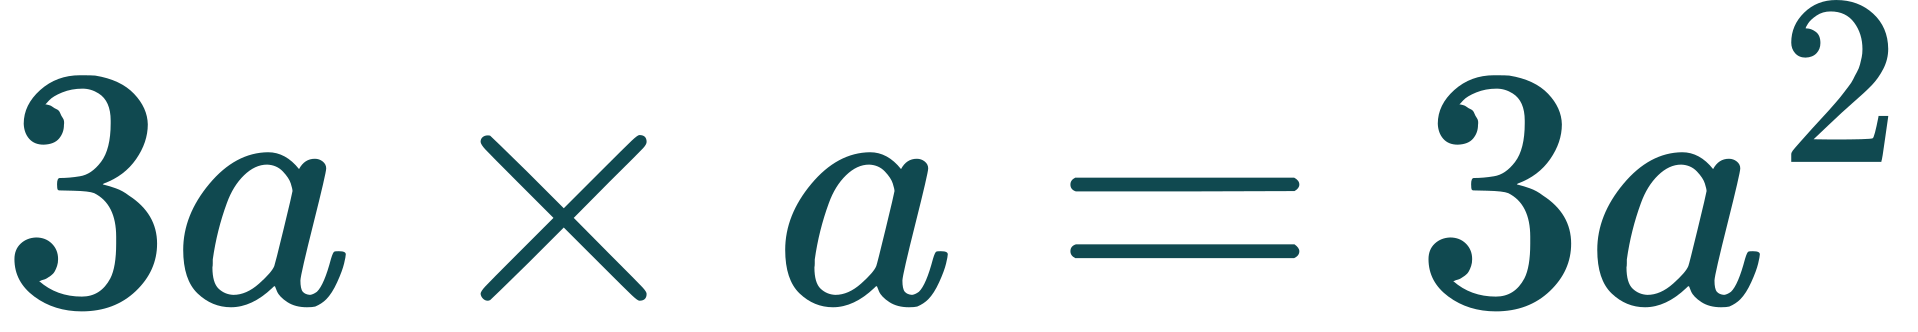 3a × a = 3a²